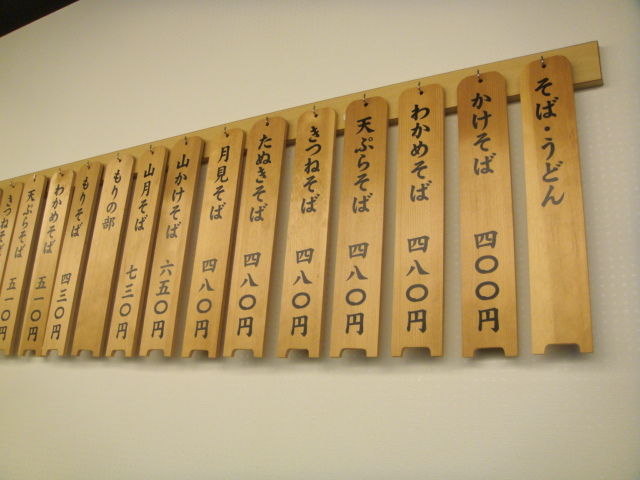 そば・うどん
かけそば 四〇〇円
わかめそば 四八〇円
天ぷらそば 四八〇円
きつねそば 四八〇円
たぬきそば 四八〇円
月見そば 四八〇円
山かけそば 六五〇円
山月そば 七三〇円
もりの部
もりそば
わかめそば 四三〇円
天ぷらそば 五一〇円
きつねそば 五一〇円